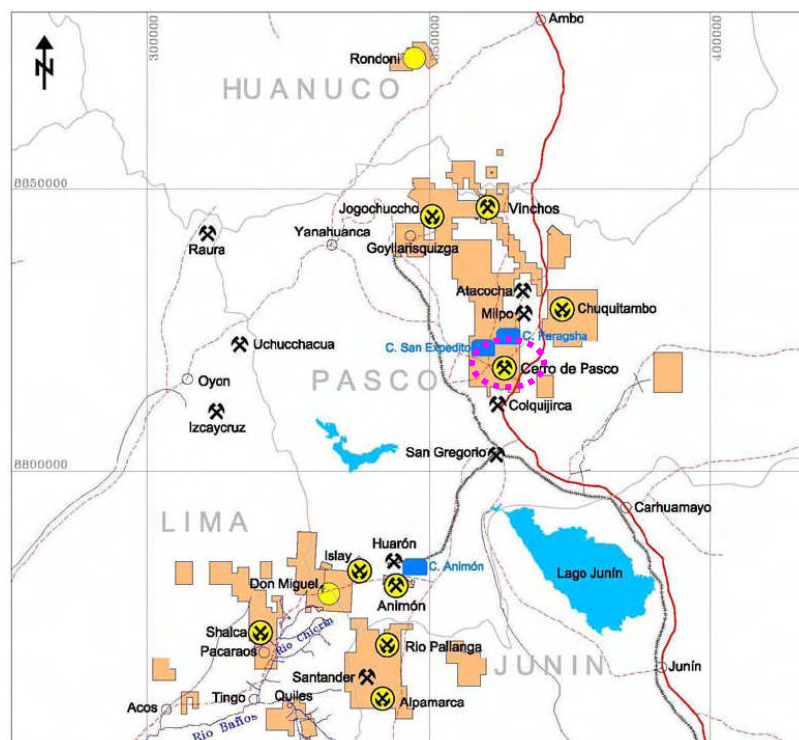 300000
400000
N
Ambo
Rondoni
HUANUCO
8850000
Jogochuccho
Vinchos
Yanahuanca
Goyllarisquizga
Raura
Atacocha
Milpo
Chuquitambo
C. Paragsha
C. San Expedito
Uchucchacua
Cerro de Pasco
PASCO
Oyon
Colquijirca
Izcaycruz
San Gregorio
8800000
Carhuamayo
LIMA
Huarón
Islay
C. Animón
Lago Junín
Don Miguel
Animón
Shalca
Rio Chicrin
Rio Pallanga
Pacaraos
JUNIN
Junín
Santander
Tingo
Quiles
Alpamarca
Acos
Rio Baños